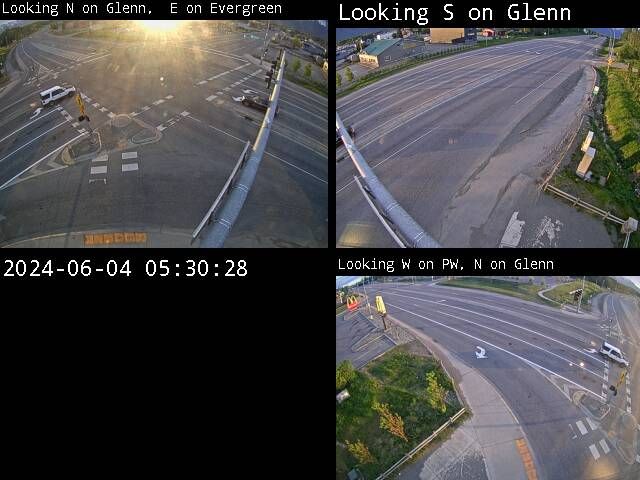 Looking N on Glenn,  E on Evergreen
Looking S on Glenn
2024-06-04 05:30:28
Looking W on PW, N on Glenn